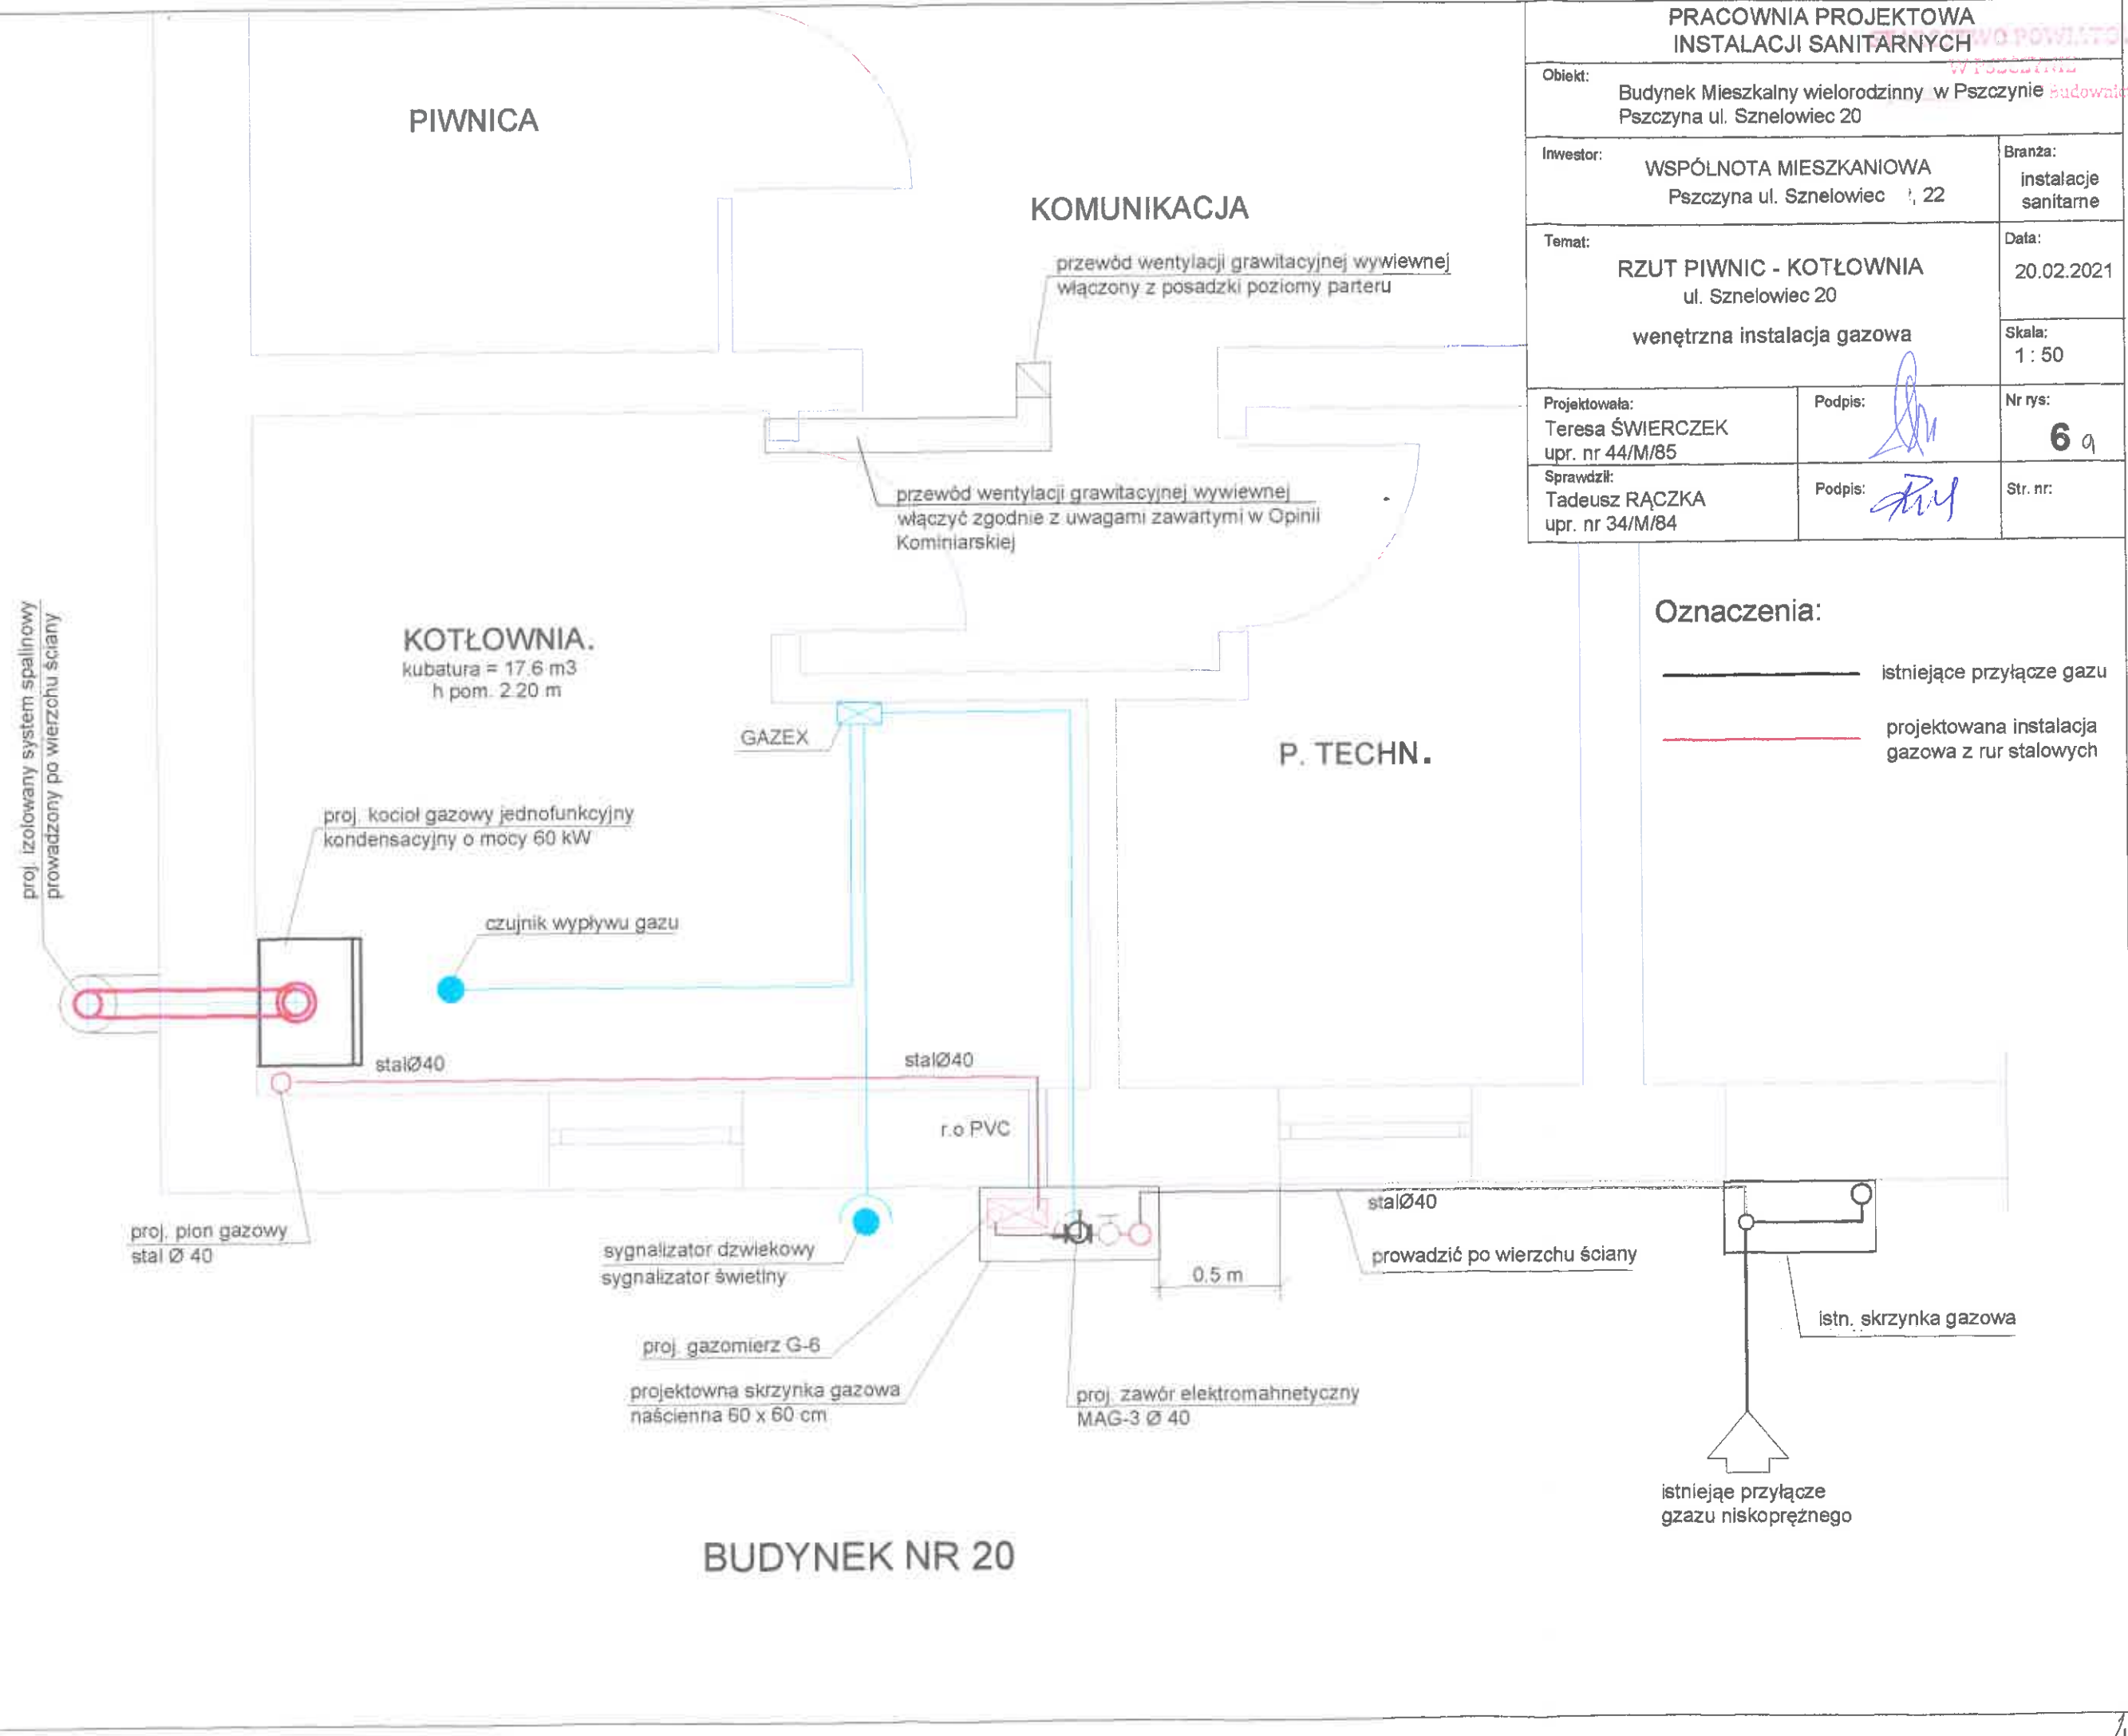 PRACOWNIA PROJEKTOWA
INSTALACJI SANITARNYCH
Obiekt:
Budynek Mieszkalny wielorodzinny w Pszczynie
Pszczyna ul. Sznelowiec 20
Inwestor:
WSPÓLNOTA MIESZKANIOWA
Pszczyna ul. Sznelowiec , 22
Branża:
instalacje
sanitarne
Temat:
RZUT PIWNIC - KOTŁOWNIA
ul. Sznelowiec 20
wenętrzna instalacja gazowa
Data:
20.02.2021
Skala:
1 : 50
Projektowała:
Teresa ŚWIERCZEK
upr. nr 44/M/85
Podpis:
Nr rys:
6 a
Sprawdził:
Tadeusz RĄCZKA
upr. nr 34/M/84
Podpis:
Str. nr:
PIWNICA
KOMUNIKACJA
przewód wentylacji grawitacyjnej wywiewnej
włączony z posadzki poziomy parteru
przewód wentylacji grawitacyjnej wywiewnej
włączyć zgodnie z uwagami zawartymi w Opinii
Kominiarskiej
Oznaczenia:
istniejące przyłącze gazu
projektowana instalacja
gazowa z rur stalowych
proj. izolowany system spalinowy
prowadzony po wierzchu ściany
KOTŁOWNIA.
kubatura = 17.6 m3
h pom. 2.20 m
GAZEX
P. TECHN.
proj. kocioł gazowy jednofunkcyjny
kondensacyjny o mocy 60 kW
czujnik wypływu gazu
stalØ40
stalØ40
r.o PVC
proj. pion gazowy
stal Ø 40
sygnalizator dzwiekowy
sygnalizator świetlny
0.5 m
stalØ40
prowadzić po wierzchu ściany
istn. skrzynka gazowa
proj. gazomierz G-6
projektowna skrzynka gazowa
naścienna 60 x 60 cm
proj. zawór elektromahnetyczny
MAG-3 Ø 40
istniejąe przyłącze
gzazu niskoprężnego
BUDYNEK NR 20